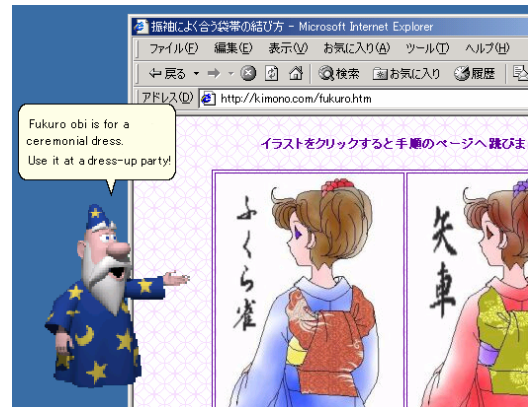 振袖によく合う袋帯の結び方 - Microsoft Internet Explorer
ファイル(F) 編集(E) 表示(V) お気に入り(A) ツール(T) ヘルプ(H)
戻る 検索 お気に入り 履歴
アドレス(D) http://kimono.com/fukuro.htm
Fukuro obi is for a
ceremonial dress.
Use it at a dress-up party!
イラストをクリックすると手順のページへ跳びま
ふくら雀
矢車